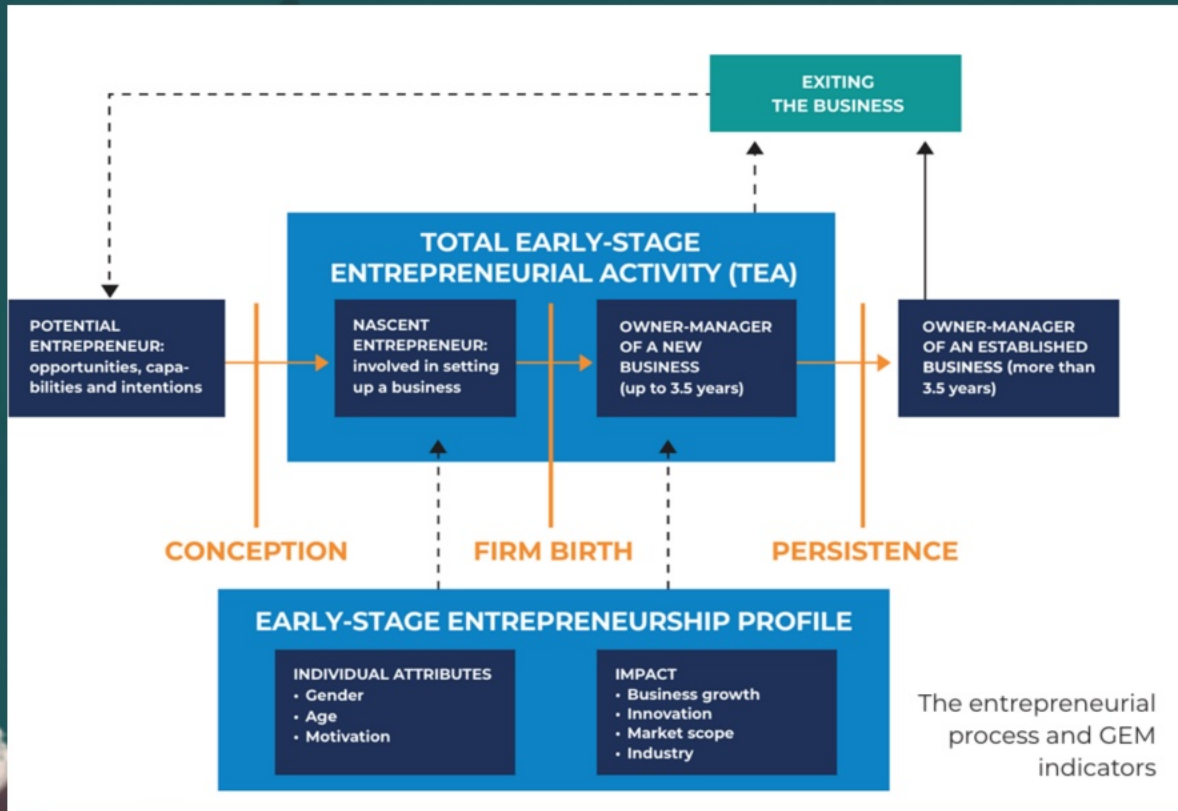 EXITING
THE BUSINESS
TOTAL EARLY-STAGE
ENTREPRENEURIAL ACTIVITY (TEA)
POTENTIAL
ENTREPRENEUR:
opportunities, capa-
bilities and intentions
NASCENT
ENTREPRENEUR:
involved in setting
up a business
OWNER-MANAGER
OF A NEW
BUSINESS
(up to 3.5 years)
OWNER-MANAGER
OF AN ESTABLISHED
BUSINESS (more than
3.5 years)
CONCEPTION
FIRM BIRTH
PERSISTENCE
EARLY-STAGE ENTREPRENEURSHIP PROFILE
INDIVIDUAL ATTRIBUTES
• Gender
• Age
• Motivation
IMPACT
• Business growth
• Innovation
• Market scope
• Industry
The entrepreneurial
process and GEM
indicators